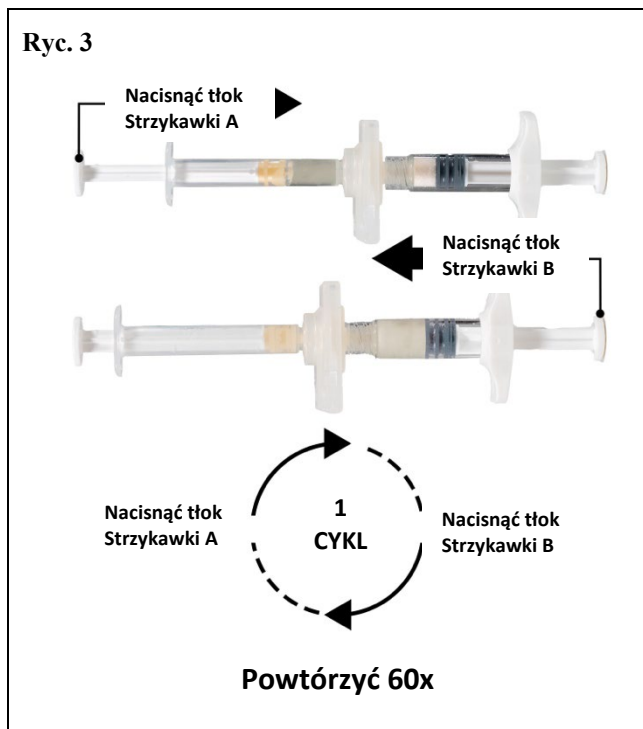 Ryc. 3
Nacisnąć tłok
Strzykawki A
Nacisnąć tłok
Strzykawki B
Nacisnąć tłok
Strzykawki A
1
CYKL
Nacisnąć tłok
Strzykawki B
Powtórzyć 60x